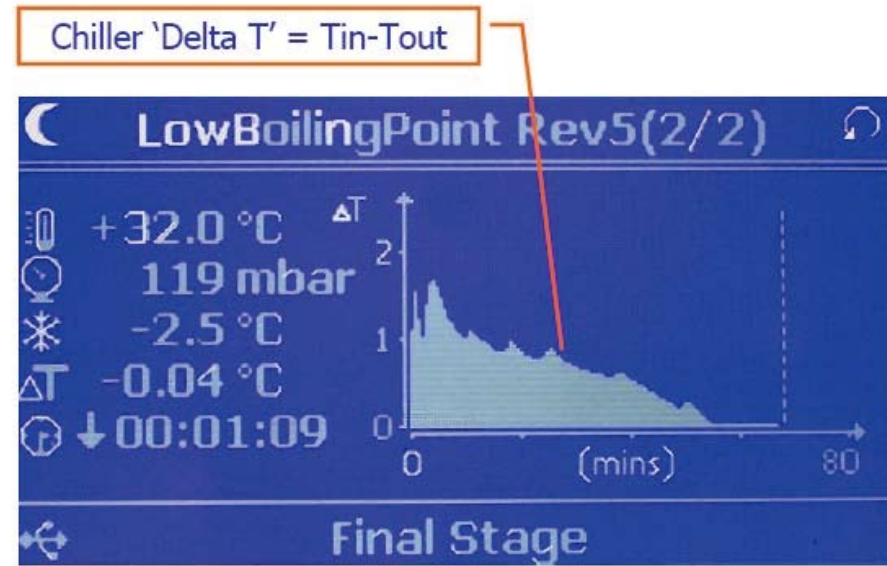 Chiller ‘Delta T’ = Tin-Tout
LowBoilingPoint Rev5(2/2)
+32.0 °C
119 mbar
-2.5 °C
ΔT -0.04 °C
00:01:09
ΔT
2
1
0
0 (mins) 80
Final Stage